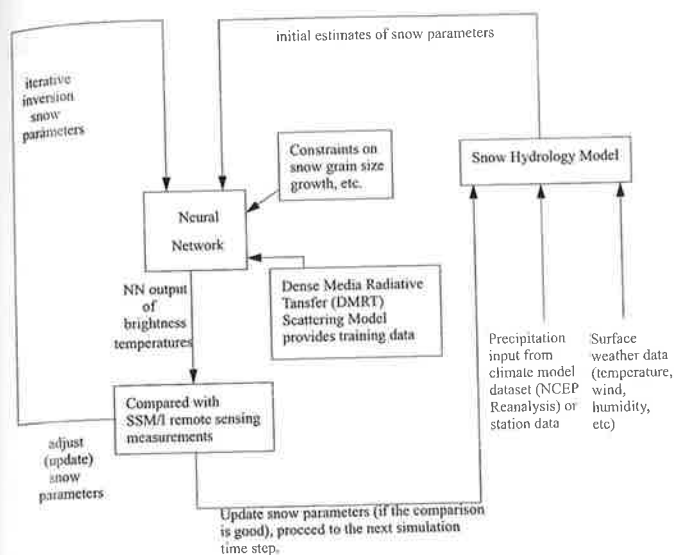 initial estimates of snow parameters
iterative
inversion
snow
parameters
Constraints on
snow grain size
growth, etc.
Snow Hydrology Model
Neural
Network
NN output
of
brightness
temperatures
Dense Media Radiative
Tansfer (DMRT)
Scattering Model
provides training data
Precipitation
input from
climate model
dataset (NCEP
Reanalysis) or
station data
Surface
weather data
(temperature,
wind,
humidity,
etc)
Compared with
SSM/I remote sensing
measurements
adjust
(update)
snow
parameters
Update snow parameters (if the comparison
is good), proceed to the next simulation
time step.